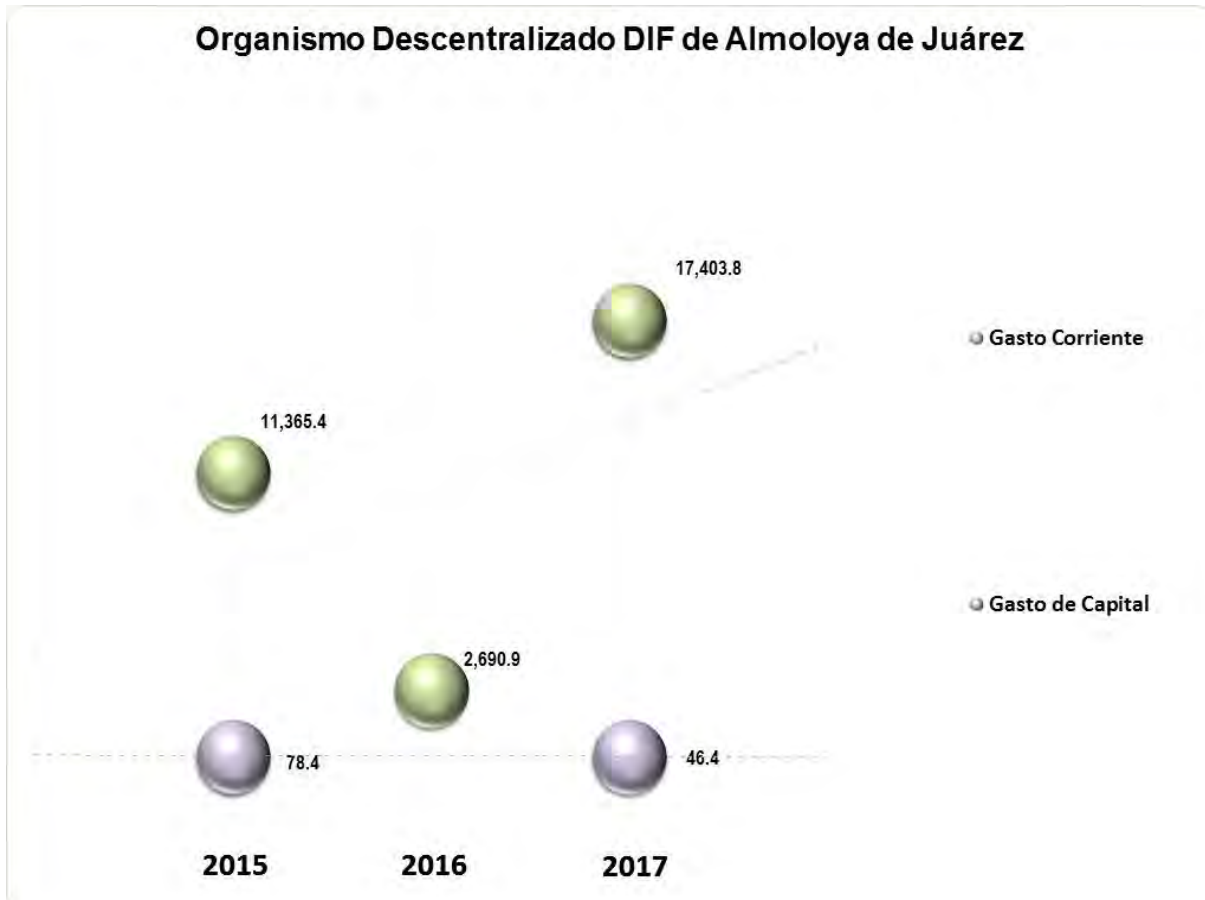 Organismo Descentralizado DIF de Almoloya de Juárez
17,403.8
Gasto Corriente
11,365.4
Gasto de Capital
2,690.9
78.4
46.4
2015
2016
2017